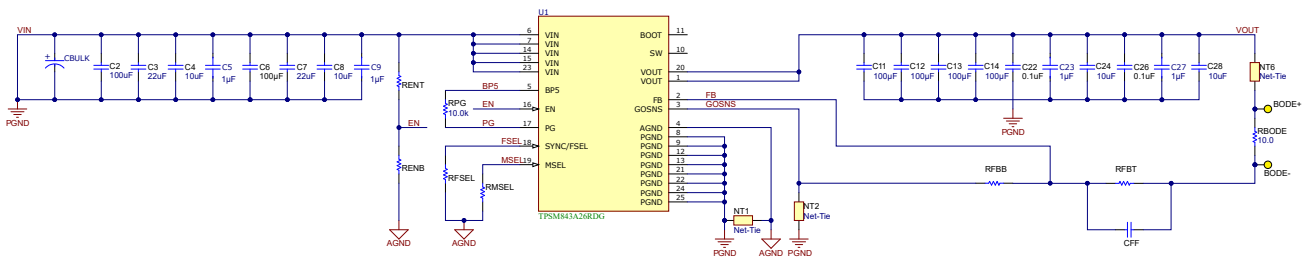 U1
VIN
VOUT
6 VIN
7 VIN
14 VIN
15 VIN
23 VIN
5 BP5
16 EN
17 PG
18 SYNC/FSEL
19 MSEL
BOOT 11
SW 10
VOUT 20
VOUT 1
FB 2
GOSNS 3
AGND 4
PGND 8
PGND 9
PGND 12
PGND 13
PGND 21
PGND 22
PGND 24
PGND 25
TPSM843A26RDG
+
CBULK
C2
100uF
C3
22uF
C4
10uF
C5
1µF
C6
100µF
C7
22uF
C8
10uF
C9
1µF
PGND
RENT
EN
RENB
AGND
BP5
RPG
10.0k
EN
PG
FSEL
MSEL
RFSEL
RMSEL
AGND
FB
GOSNS
NT1
Net-Tie
PGND
AGND
NT2
Net-Tie
PGND
C11
100µF
C12
100µF
C13
100µF
C14
100µF
C22
0.1uF
C23
1µF
C24
10uF
C26
0.1uF
C27
1µF
C28
10uF
PGND
NT6
Net-Tie
BODE+
RBODE
10.0
BODE-
RFBB
RFBT
CFF